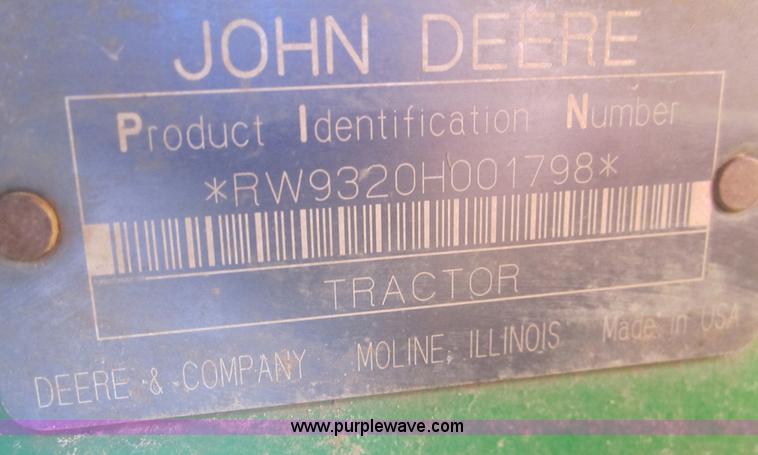 JOHN DEERE
Product Identification Number
*RW9320H001798*
TRACTOR
DEERE & COMPANY MOLINE, ILLINOIS Made in USA
www.purplewave.com